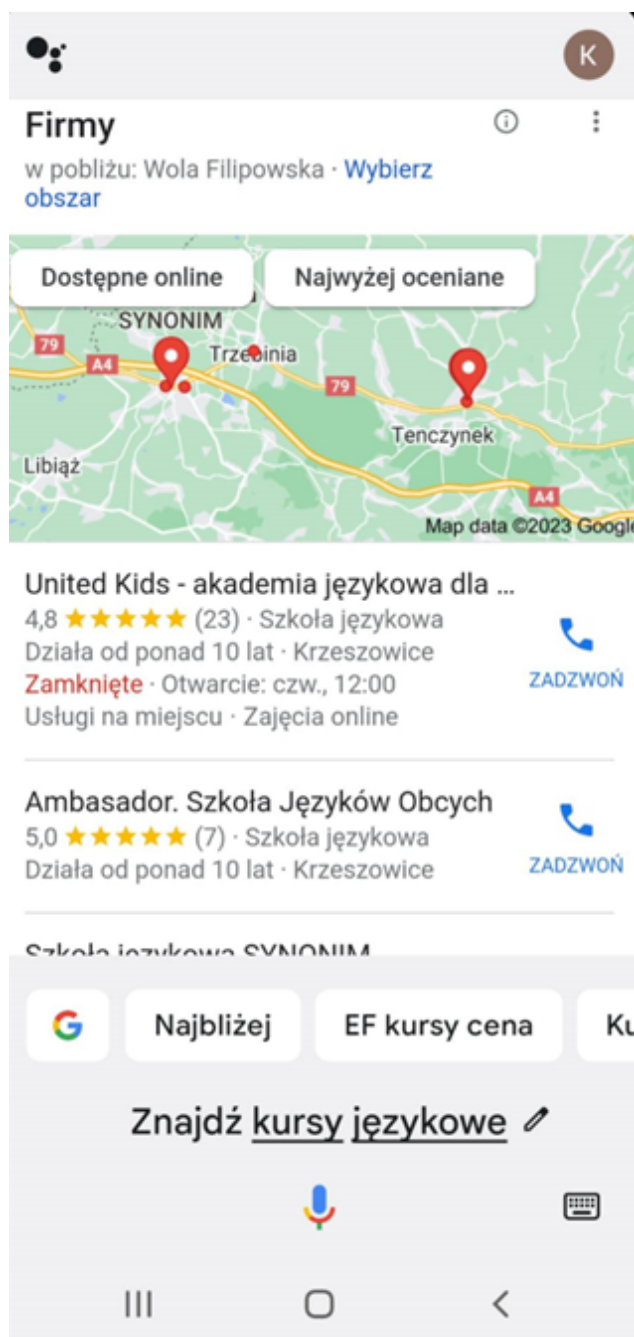 K
Firmy
w pobliżu: Wola Filipowska · Wybierz
obszar
Dostępne online
Najwyżej oceniane
SYNONIM
79
A4
Trzebinia
79
Tenczynek
Libiąż
A4
Map data ©2023 Google
United Kids - akademia językowa dla ...
4,8 ★★★★★ (23) · Szkoła językowa
Działa od ponad 10 lat · Krzeszowice
Zamknięte · Otwarcie: czw., 12:00
ZADZWOŃ
Usługi na miejscu · Zajęcia online
Ambasador. Szkoła Języków Obcych
5,0 ★★★★★ (7) · Szkoła językowa
Działa od ponad 10 lat · Krzeszowice
ZADZWOŃ
Szkoła językowa SYNONIM
G
Najbliżej
EF kursy cena
Znajdź kursy językowe